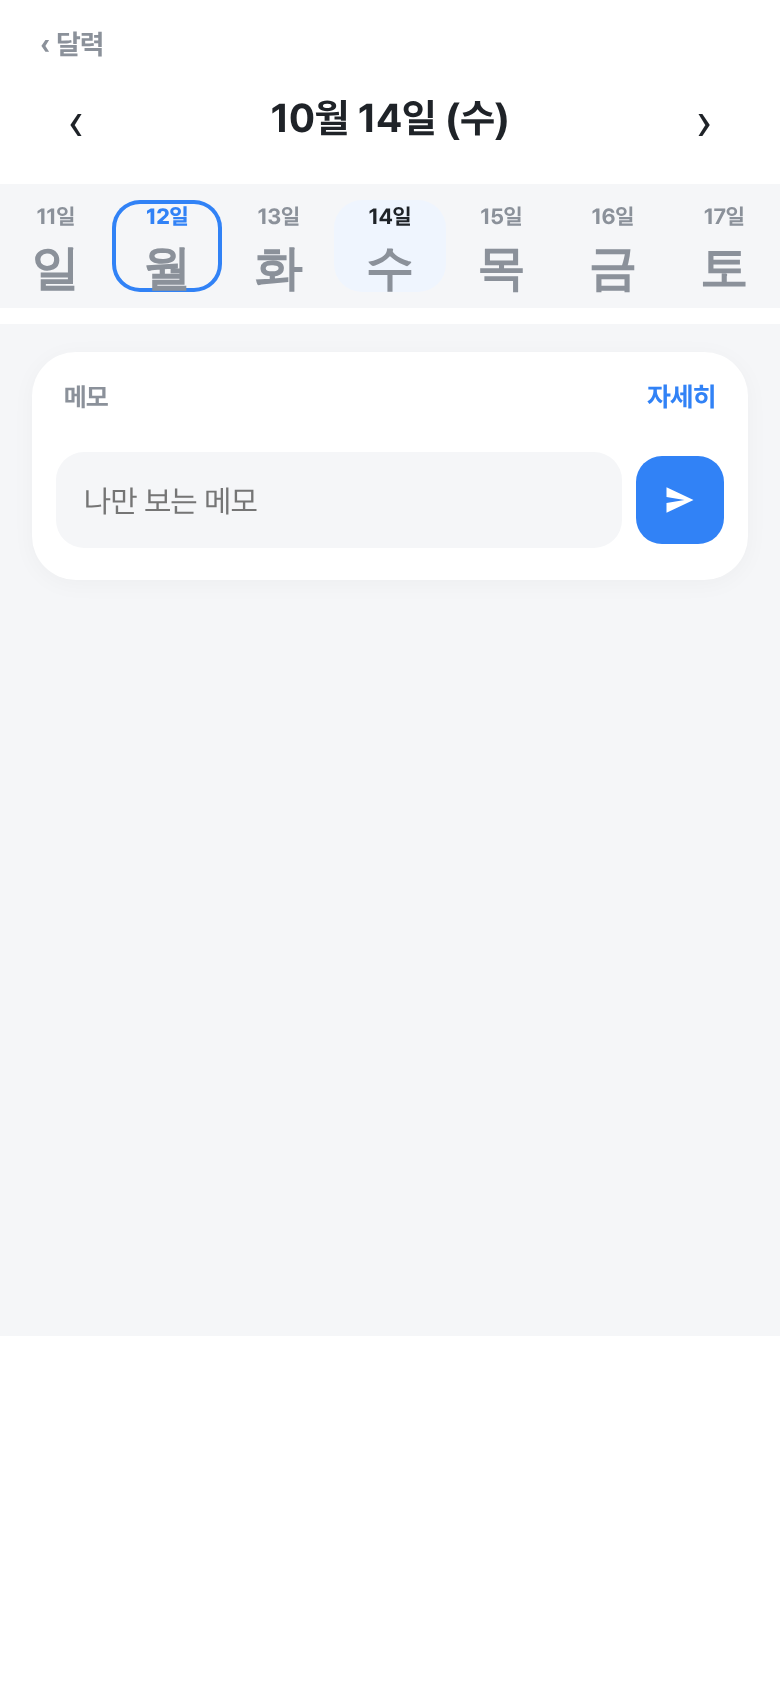 ‹ 달력
‹ 10월 14일 (수) ›
11일 12일 13일 14일 15일 16일 17일
일 월 화 수 목 금 토
메모 자세히
나만 보는 메모